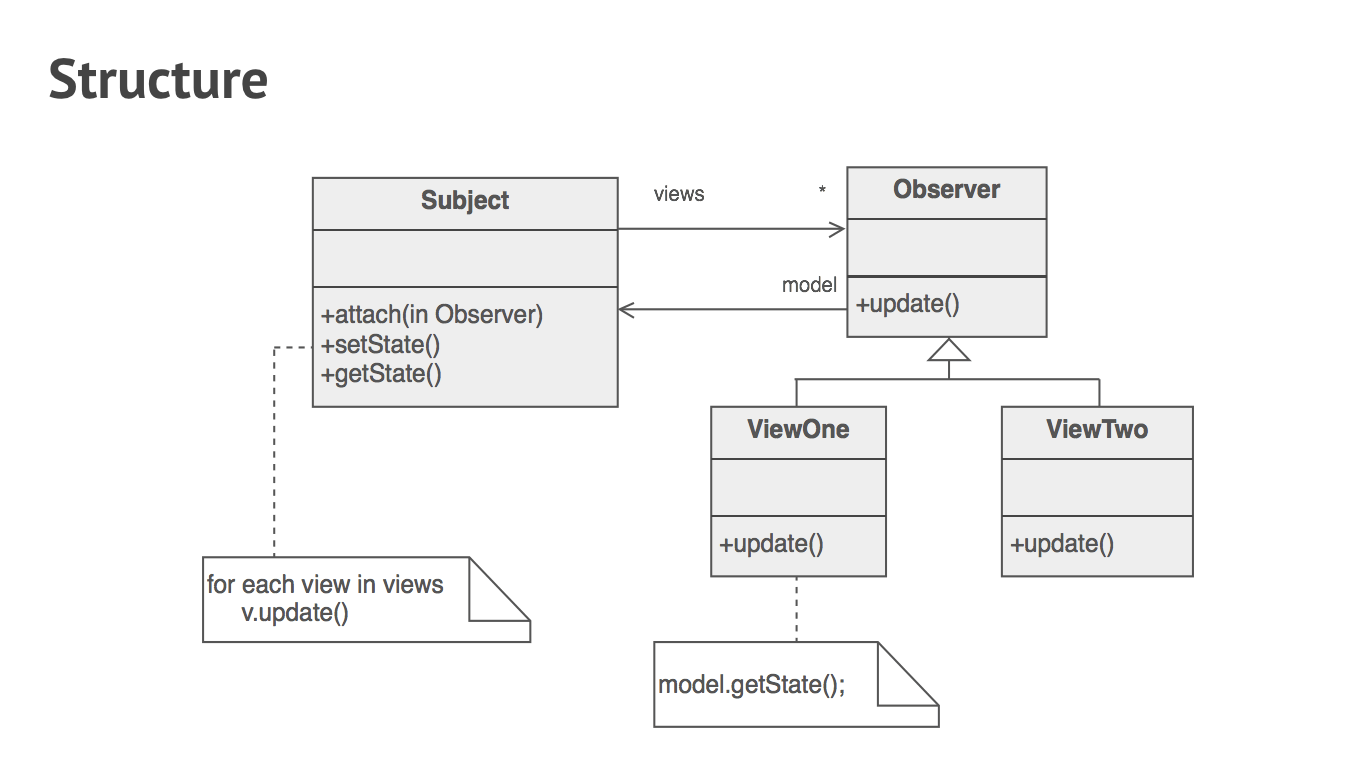 Structure
Subject
+attach(in Observer)
+setState()
+getState()
views
*
model
Observer
+update()
ViewOne
+update()
ViewTwo
+update()
for each view in views
v.update()
model.getState();